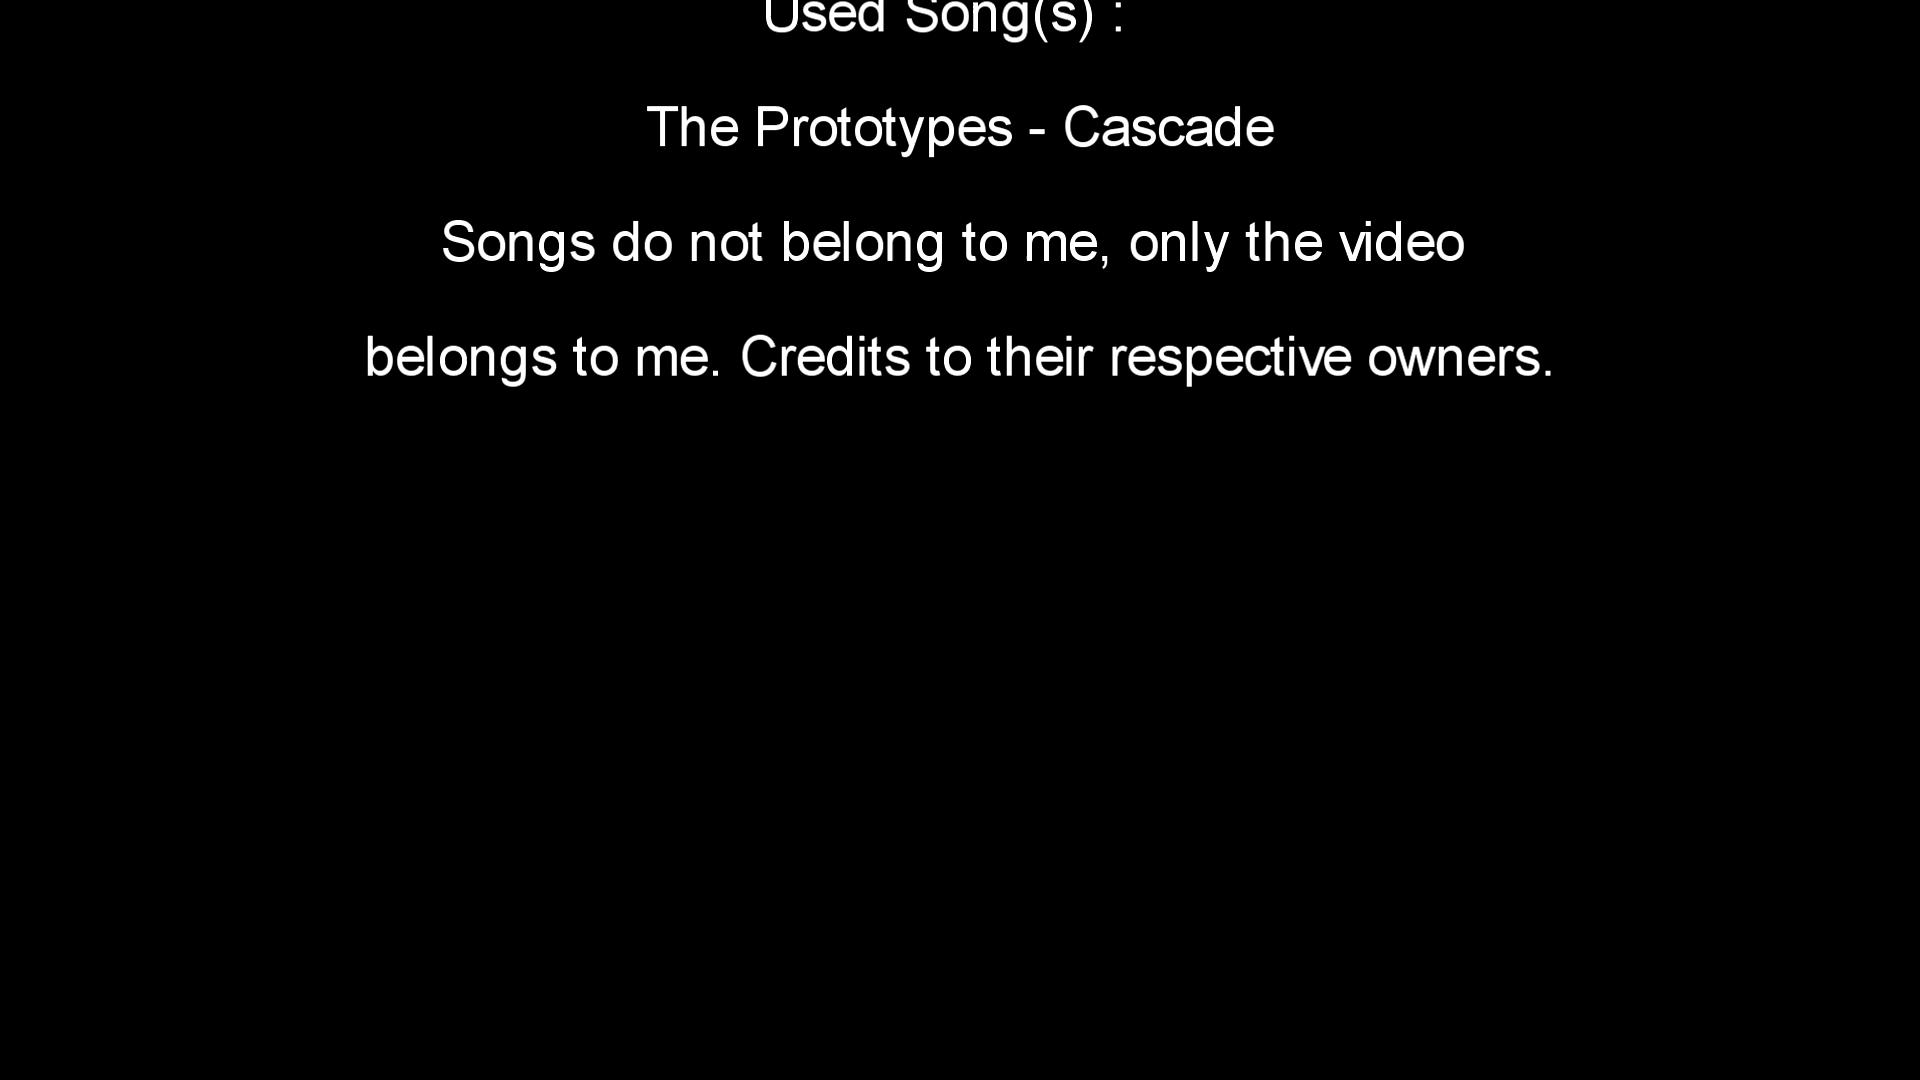 Used Song(s) :
The Prototypes - Cascade
Songs do not belong to me, only the video
belongs to me. Credits to their respective owners.